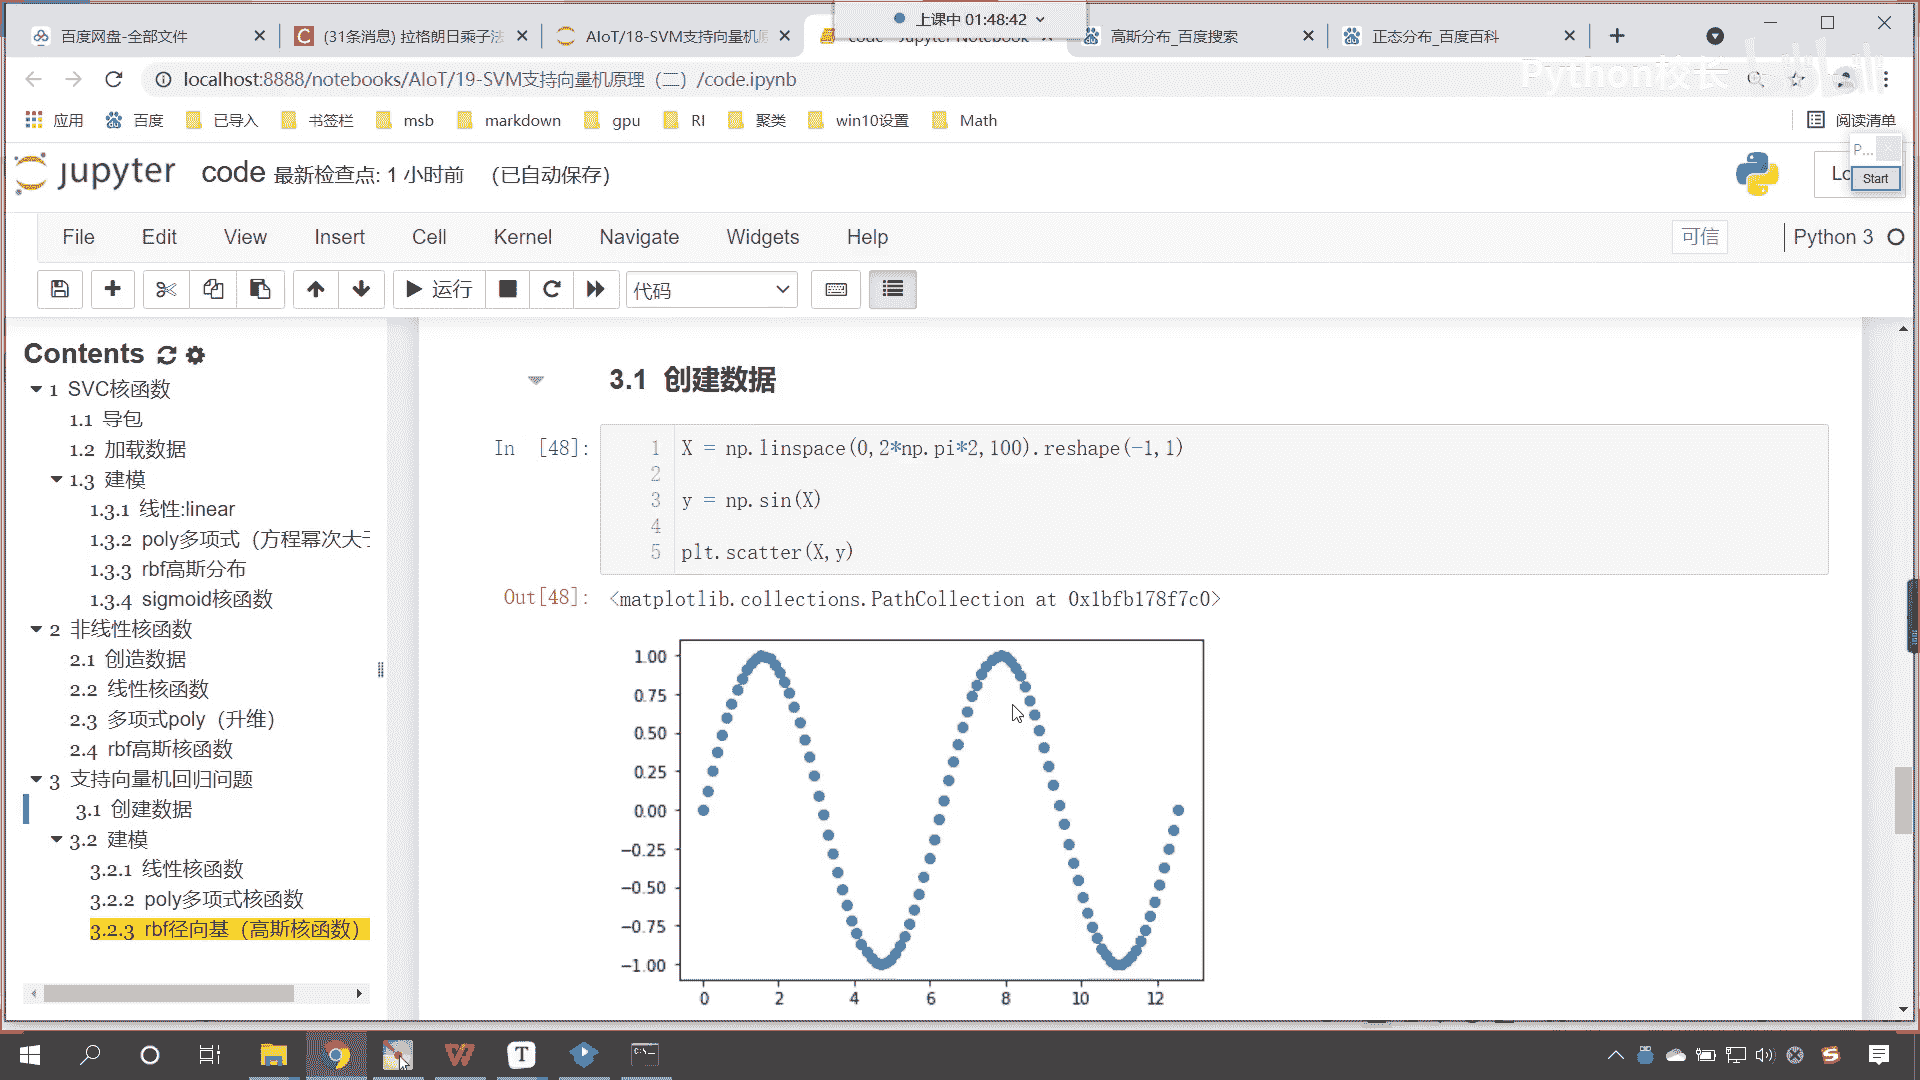 上课中 01:48:42
百度网盘-全部文件
(31条消息) 拉格朗日乘子法
AIoT/18-SVM支持向量机原
code - Jupyter Notebook
高斯分布_百度搜索
正态分布_百度百科
localhost:8888/notebooks/AIoT/19-SVM支持向量机原理（二）/code.ipynb
Python校长
应用
百度
已导入
书签栏
msb
markdown
gpu
RI
聚类
win10设置
Math
阅读清单
jupyter
code 最新检查点: 1 小时前 (已自动保存)
P...
Start
File
Edit
View
Insert
Cell
Kernel
Navigate
Widgets
Help
可信
Python 3
运行
代码
Contents
1 SVC核函数
1.1 导包
1.2 加载数据
1.3 建模
1.3.1 线性:linear
1.3.2 poly多项式（方程幂次大于
1.3.3 rbf高斯分布
1.3.4 sigmoid核函数
2 非线性核函数
2.1 创造数据
2.2 线性核函数
2.3 多项式poly（升维）
2.4 rbf高斯核函数
3 支持向量机回归问题
3.1 创建数据
3.2 建模
3.2.1 线性核函数
3.2.2 poly多项式核函数
3.2.3 rbf径向基（高斯核函数）
3.1 创建数据
In [48]:
1 X = np.linspace(0,2*np.pi*2,100).reshape(-1,1)
2
3 y = np.sin(X)
4
5 plt.scatter(X,y)
Out[48]: <matplotlib.collections.PathCollection at 0x1bfb178f7c0>
1.00
0.75
0.50
0.25
0.00
−0.25
−0.50
−0.75
−1.00
0 2 4 6 8 10 12